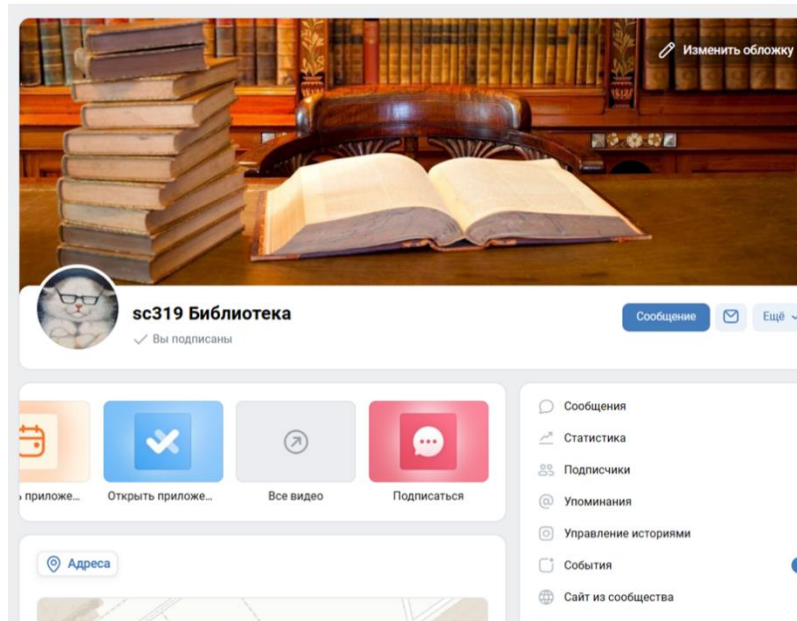 Изменить обложку
sc319 Библиотека
Вы подписаны
Сообщение
Ещё
приложе...
Открыть приложе...
Все видео
Подписаться
Адреса
Сообщения
Статистика
Подписчики
Упоминания
Управление историями
События
Сайт из сообщества